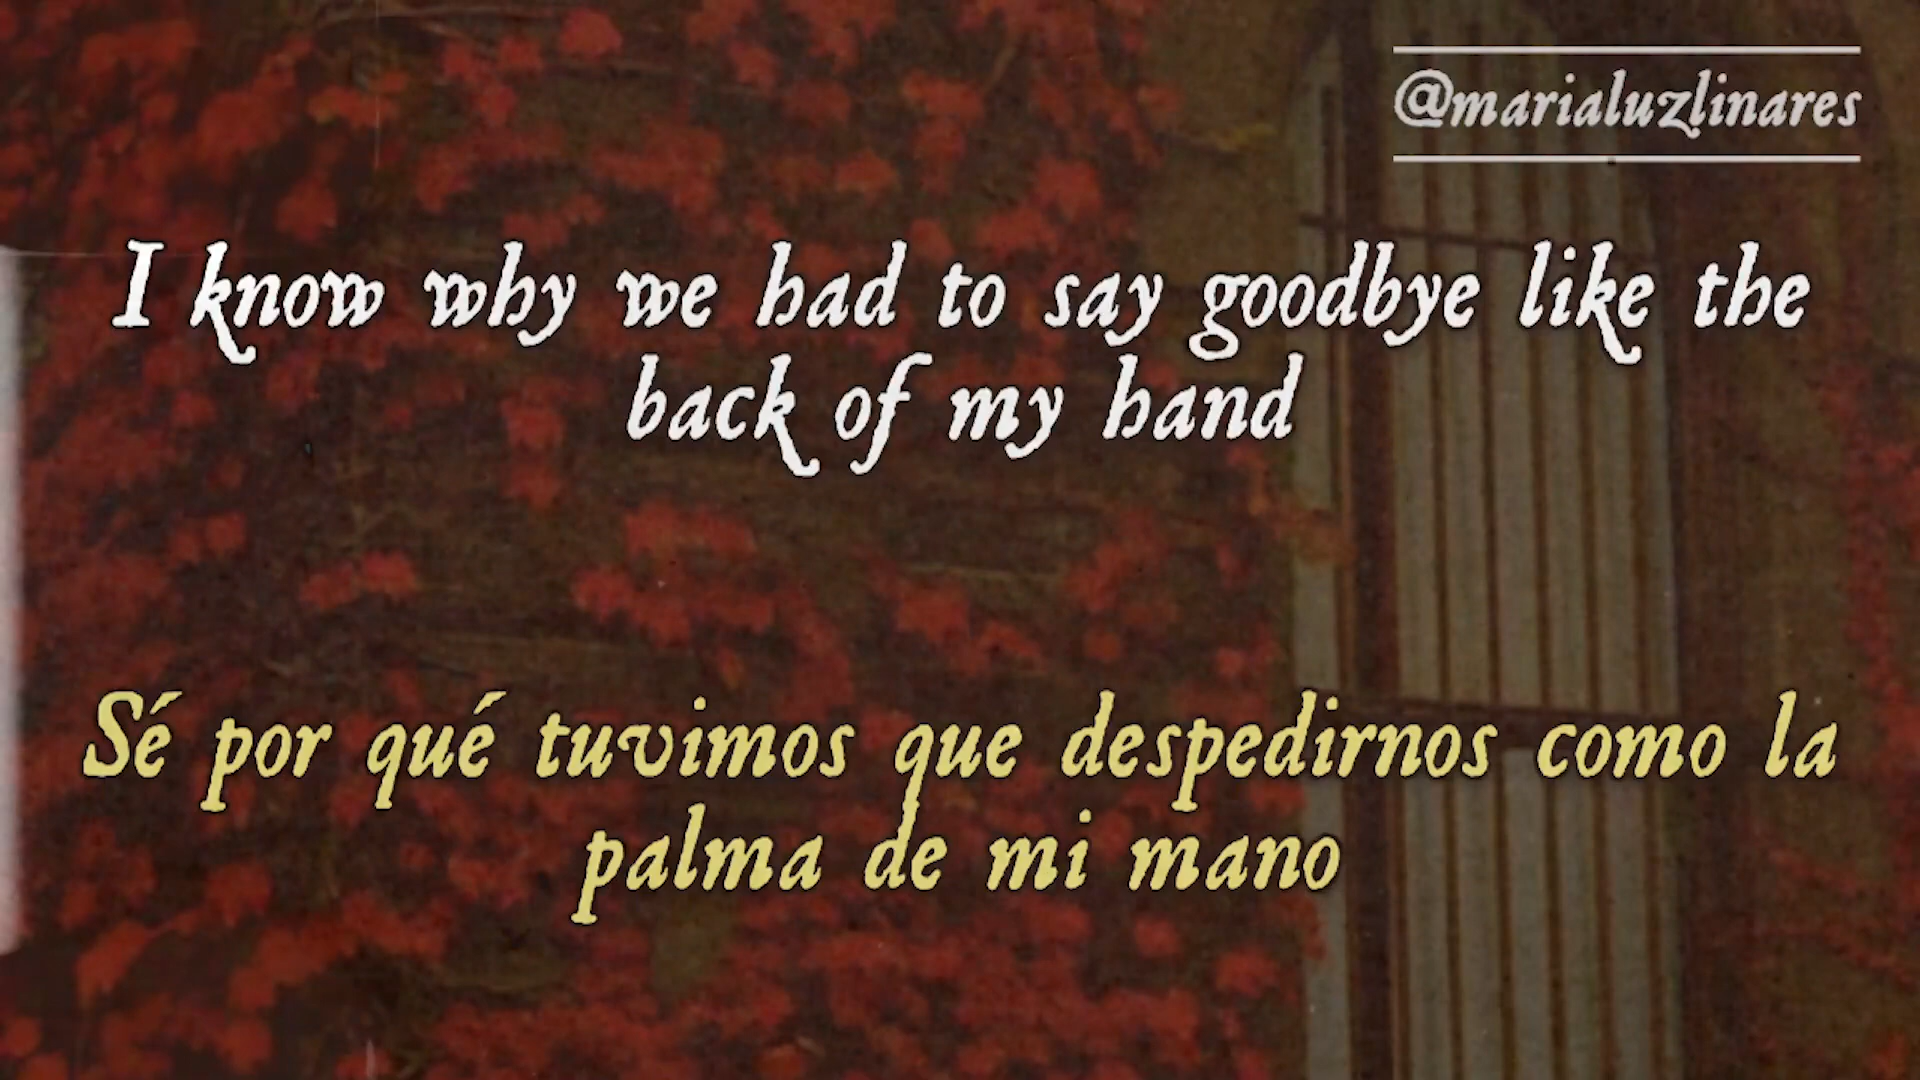 @marialuzlinares
I know why we had to say goodbye like the
back of my hand
Sé por qué tuvimos que despedirnos como la
palma de mi mano